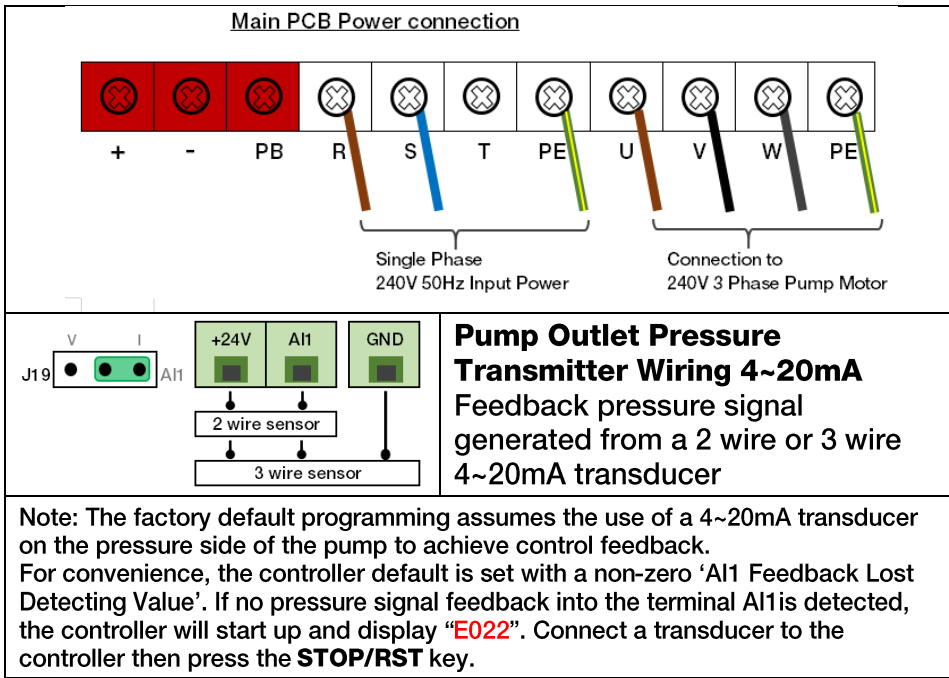 Main PCB Power connection
+ - PB R S T PE U V W PE
Single Phase
240V 50Hz Input Power
Connection to
240V 3 Phase Pump Motor
V I
J19 AI1
+24V AI1 GND
2 wire sensor
3 wire sensor
Pump Outlet Pressure
Transmitter Wiring 4~20mA
Feedback pressure signal
generated from a 2 wire or 3 wire
4~20mA transducer
Note: The factory default programming assumes the use of a 4~20mA transducer
on the pressure side of the pump to achieve control feedback.
For convenience, the controller default is set with a non-zero ‘AI1 Feedback Lost
Detecting Value’. If no pressure signal feedback into the terminal AI1is detected,
the controller will start up and display “E022”. Connect a transducer to the
controller then press the STOP/RST key.